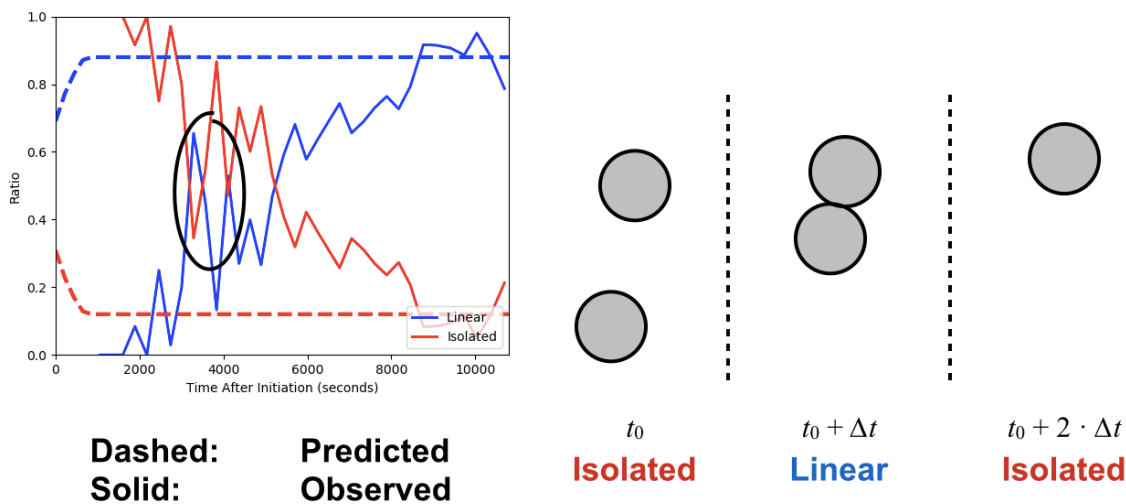 1.0
0.8
0.6
0.4
0.2
0.0
Ratio
0 2000 4000 6000 8000 10000
Time After Initiation (seconds)
Linear
Isolated
Dashed: Predicted
Solid: Observed
t₀
Isolated
t₀ + Δt
Linear
t₀ + 2 · Δt
Isolated